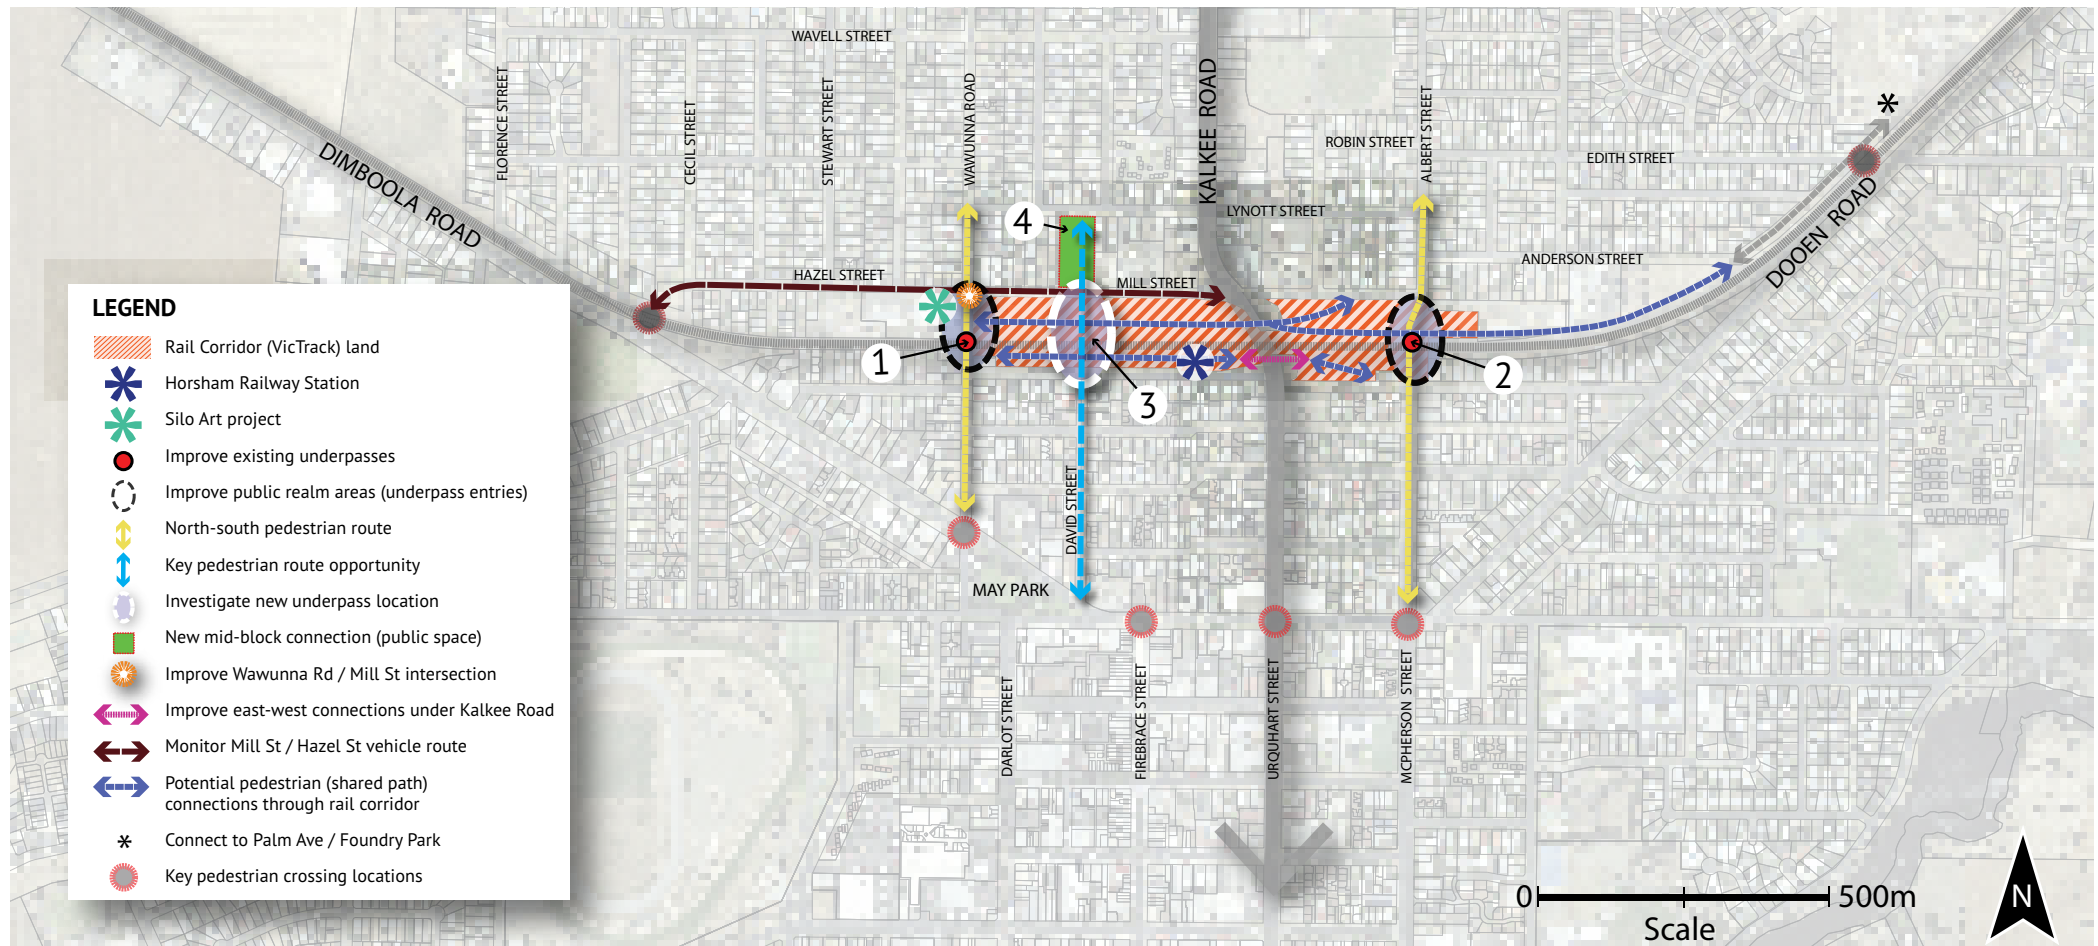 WAVELL STREET
FLORENCE STREET
CECIL STREET
STEWART STREET
WAWUNNA ROAD
KALKEE ROAD
ROBIN STREET
ALBERT STREET
EDITH STREET
*
DIMBOOLA ROAD
LYNOTT STREET
4
HAZEL STREET
MILL STREET
ANDERSON STREET
DOOEN ROAD
1
2
3
DAVID STREET
MAY PARK
DARLOT STREET
FIREBRACE STREET
URQUHART STREET
MCPHERSON STREET
LEGEND
Rail Corridor (VicTrack) land
Horsham Railway Station
Silo Art project
Improve existing underpasses
Improve public realm areas (underpass entries)
North-south pedestrian route
Key pedestrian route opportunity
Investigate new underpass location
New mid-block connection (public space)
Improve Wawunna Rd / Mill St intersection
Improve east-west connections under Kalkee Road
Monitor Mill St / Hazel St vehicle route
Potential pedestrian (shared path)
connections through rail corridor
* Connect to Palm Ave / Foundry Park
Key pedestrian crossing locations
0 500m
Scale
N